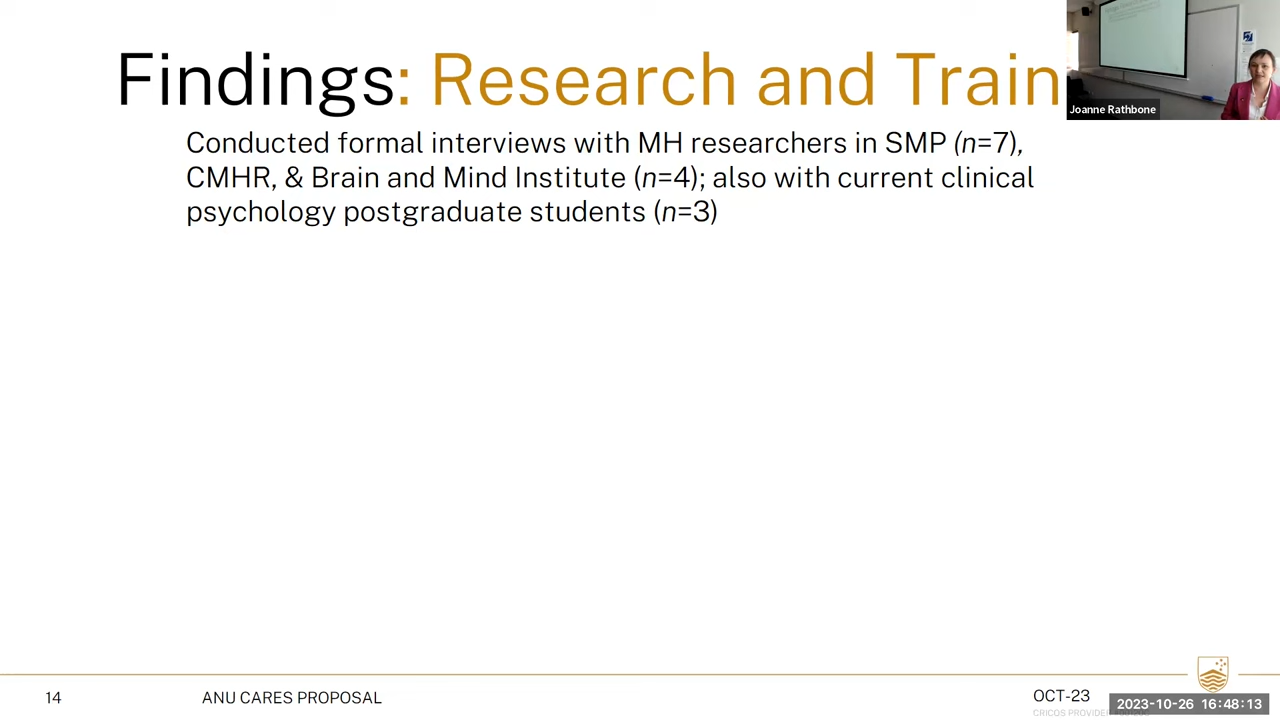 Findings: Research and Train
Joanne Rathbone
Conducted formal interviews with MH researchers in SMP (n=7),
CMHR, & Brain and Mind Institute (n=4); also with current clinical
psychology postgraduate students (n=3)
14
ANU CARES PROPOSAL
OCT-23
2023-10-26 16:48:13
CRICOS PROVIDER